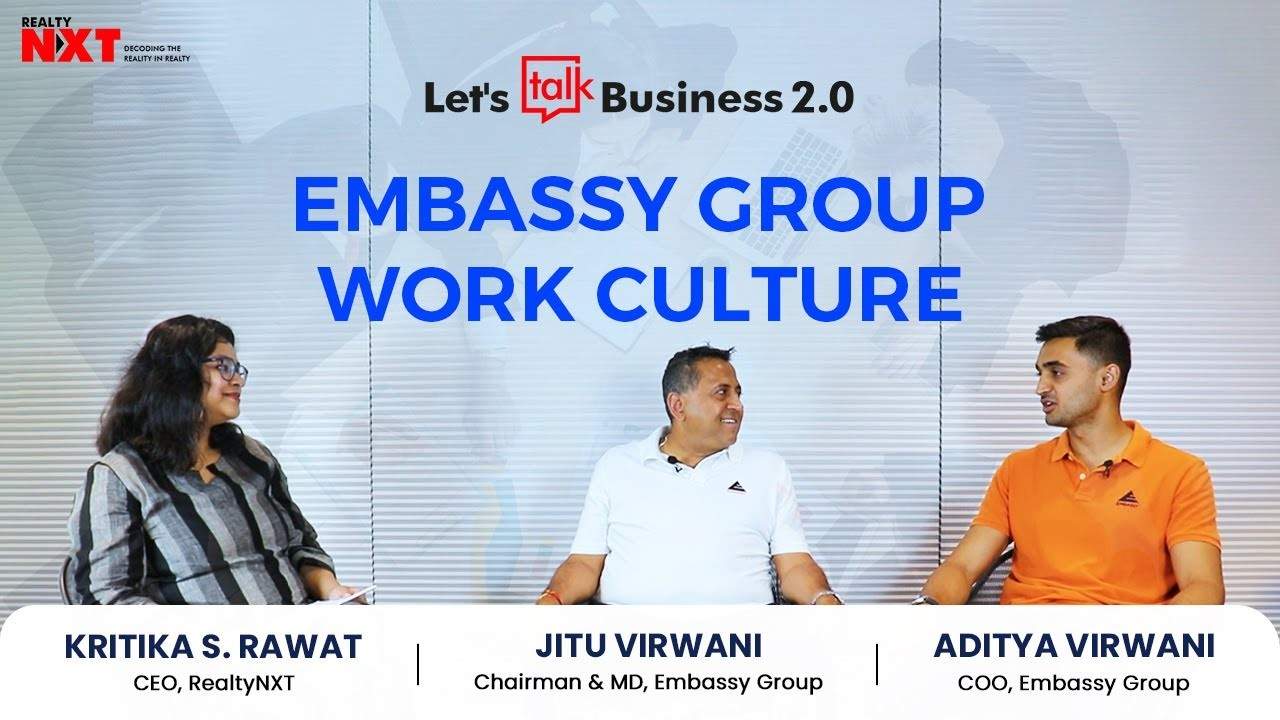 REALTY
NXT DECODING THE
REALITY IN REALTY
Let's talk Business 2.0
EMBASSY GROUP
WORK CULTURE
EMBASSY
KRITIKA S. RAWAT
CEO, RealtyNXT
JITU VIRWANI
Chairman & MD, Embassy Group
ADITYA VIRWANI
COO, Embassy Group